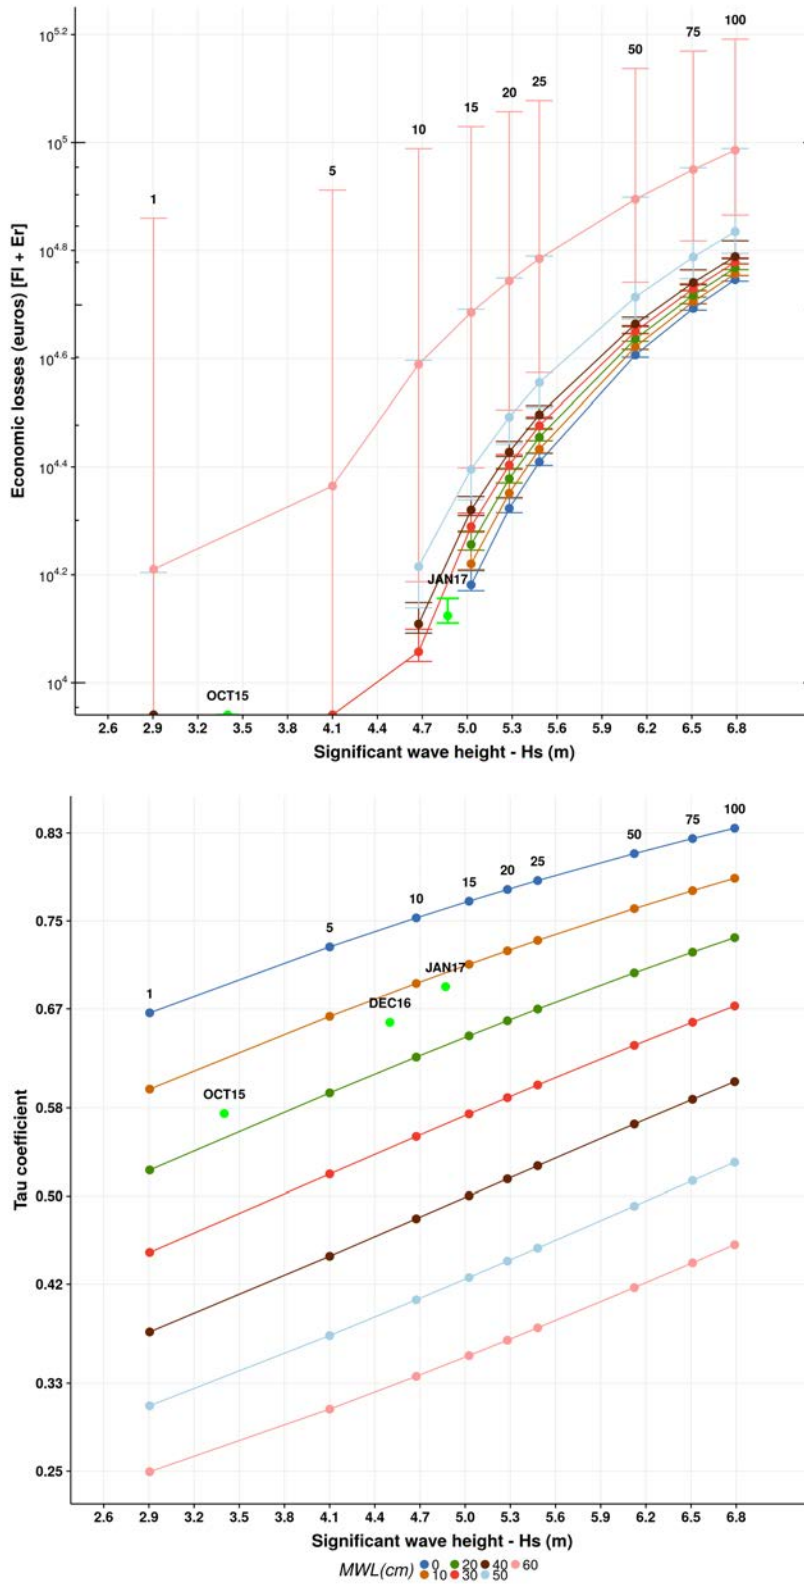 Economic losses (euros) [Fl + Er]
10^5.2
10^5
10^4.8
10^4.6
10^4.4
10^4.2
10^4
1
5
10
15
20
25
50
75
100
JAN17
OCT15
2.6 2.9 3.2 3.5 3.8 4.1 4.4 4.7 5.0 5.3 5.6 5.9 6.2 6.5 6.8
Significant wave height - Hs (m)
Tau coefficient
0.83
0.75
0.67
0.58
0.50
0.42
0.33
0.25
1
5
10
15
20
25
50
75
100
JAN17
DEC16
OCT15
2.6 2.9 3.2 3.5 3.8 4.1 4.4 4.7 5.0 5.3 5.6 5.9 6.2 6.5 6.8
Significant wave height - Hs (m)
MWL(cm) 0 20 40 60
10 30 50